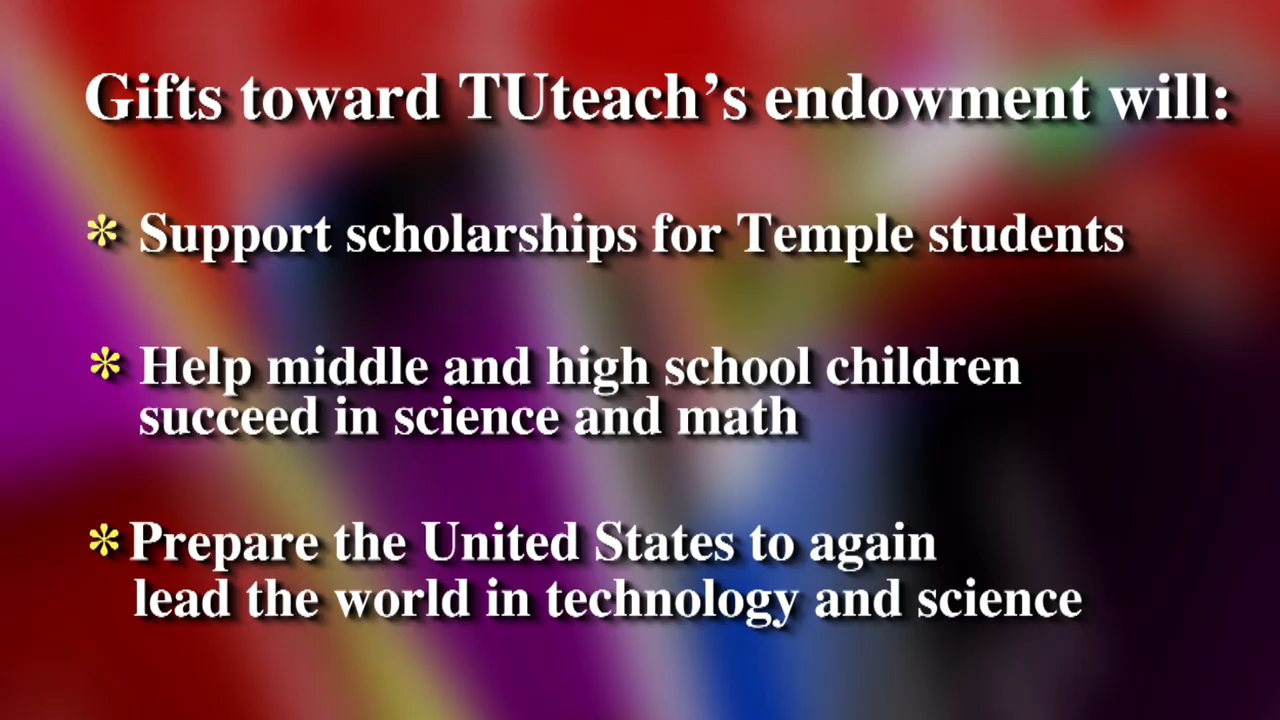 Gifts toward TUteach’s endowment will:
* Support scholarships for Temple students
* Help middle and high school children
succeed in science and math
* Prepare the United States to again
lead the world in technology and science